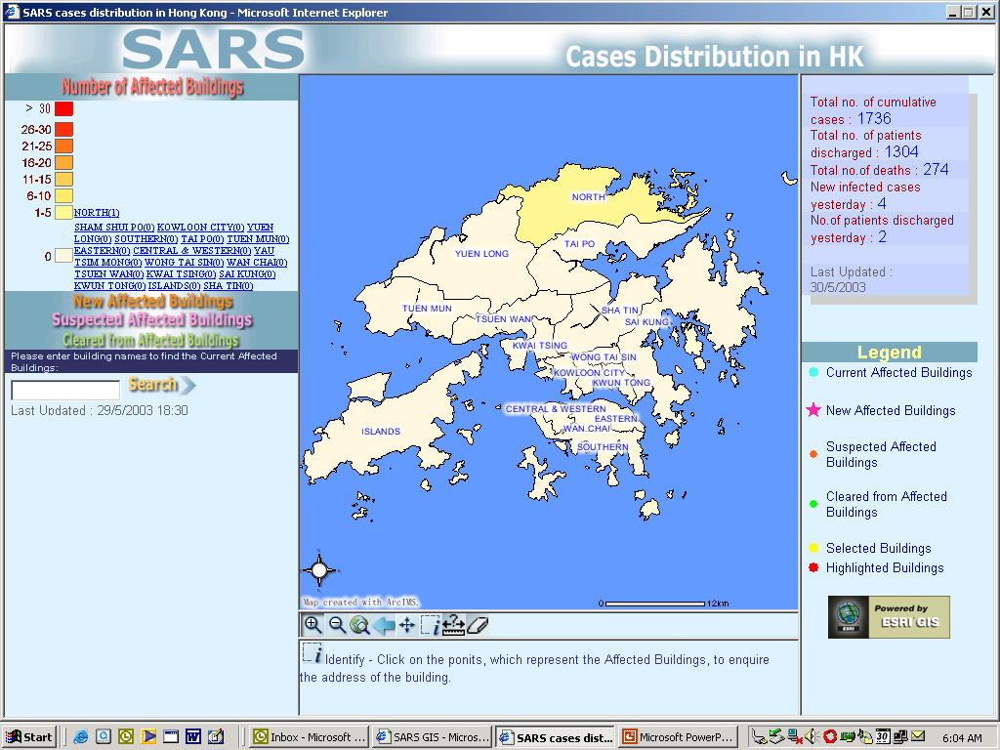 SARS cases distribution in Hong Kong - Microsoft Internet Explorer
SARS
Cases Distribution in HK
Number of Affected Buildings
> 30
26-30
21-25
16-20
11-15
6-10
1-5 NORTH(1)
SHAM SHUI PO(0) KOWLOON CITY(0) YUEN
LONG(0) SOUTHERN(0) TAI PO(0) TUEN MUN(0)
EASTERN(0) CENTRAL & WESTERN(0) YAU
0 TSIM MONG(0) WONG TAI SIN(0) WAN CHAI(0)
TSUEN WAN(0) KWAI TSING(0) SAI KUNG(0)
KWUN TONG(0) ISLANDS(0) SHA TIN(0)
New Affected Buildings
Suspected Affected Buildings
Cleared from Affected Buildings
Please enter building names to find the Current Affected
Buildings:
Search
Last Updated : 29/5/2003 18:30
NORTH
TAI PO
YUEN LONG
TUEN MUN
TSUEN WAN
SHA TIN
SAI KUNG
KWAI TSING
WONG TAI SIN
KOWLOON CITY
KWUN TONG
CENTRAL & WESTERN
EASTERN
WAN CHAI
ISLANDS
SOUTHERN
Map created with ArcIMS.
0 12km
Identify - Click on the ponits, which represent the Affected Buildings, to enquire
the address of the building.
Total no. of cumulative
cases : 1736
Total no. of patients
discharged : 1304
Total no.of deaths : 274
New infected cases
yesterday : 4
No.of patients discharged
yesterday : 2
Last Updated :
30/5/2003
Legend
Current Affected Buildings
New Affected Buildings
Suspected Affected
Buildings
Cleared from Affected
Buildings
Selected Buildings
Highlighted Buildings
ESRI
Powered by
ESRI GIS
Start
Inbox - Microsoft ...
SARS GIS - Micros...
SARS cases dist...
Microsoft PowerP...
30
6:04 AM